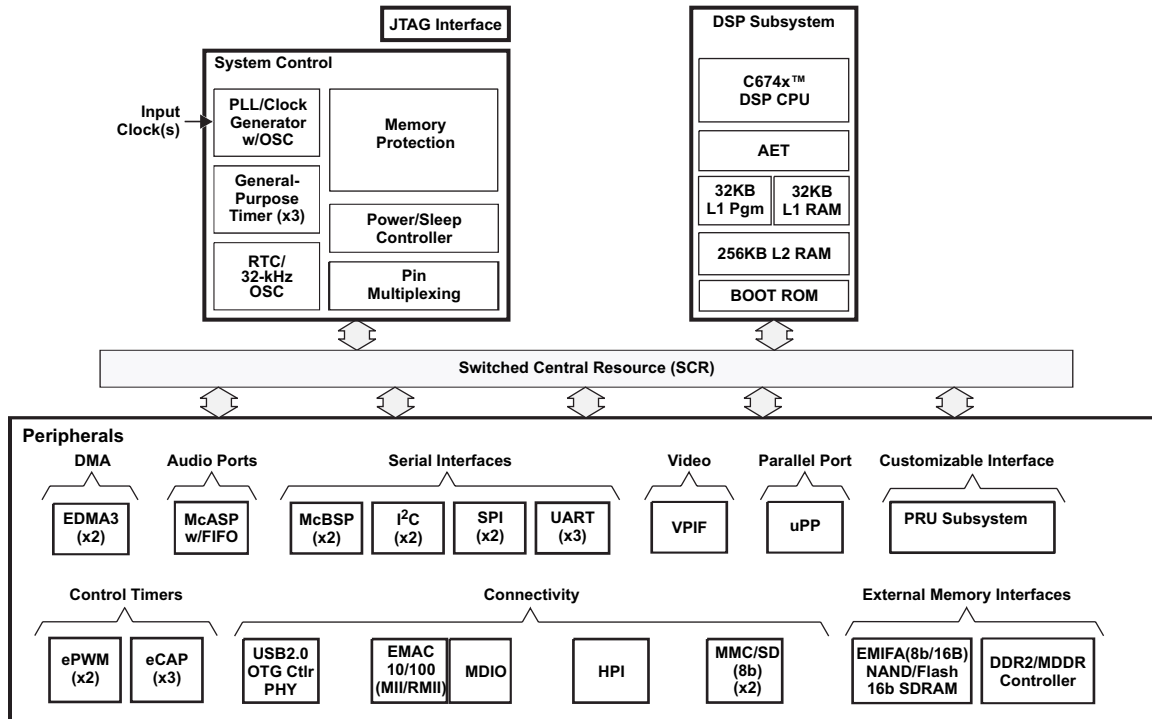 JTAG Interface
System Control
Input
Clock(s)
PLL/Clock
Generator
w/OSC
General-
Purpose
Timer (x3)
RTC/
32-kHz
OSC
Memory
Protection
Power/Sleep
Controller
Pin
Multiplexing
DSP Subsystem
C674x™
DSP CPU
AET
32KB
L1 Pgm
32KB
L1 RAM
256KB L2 RAM
BOOT ROM
Switched Central Resource (SCR)
Peripherals
DMA
EDMA3
(x2)
Audio Ports
McASP
w/FIFO
Serial Interfaces
McBSP
(x2)
I²C
(x2)
SPI
(x2)
UART
(x3)
Video
VPIF
Parallel Port
uPP
Customizable Interface
PRU Subsystem
Control Timers
ePWM
(x2)
eCAP
(x3)
Connectivity
USB2.0
OTG Ctlr
PHY
EMAC
10/100
(MII/RMII)
MDIO
HPI
MMC/SD
(8b)
(x2)
External Memory Interfaces
EMIFA(8b/16B)
NAND/Flash
16b SDRAM
DDR2/MDDR
Controller